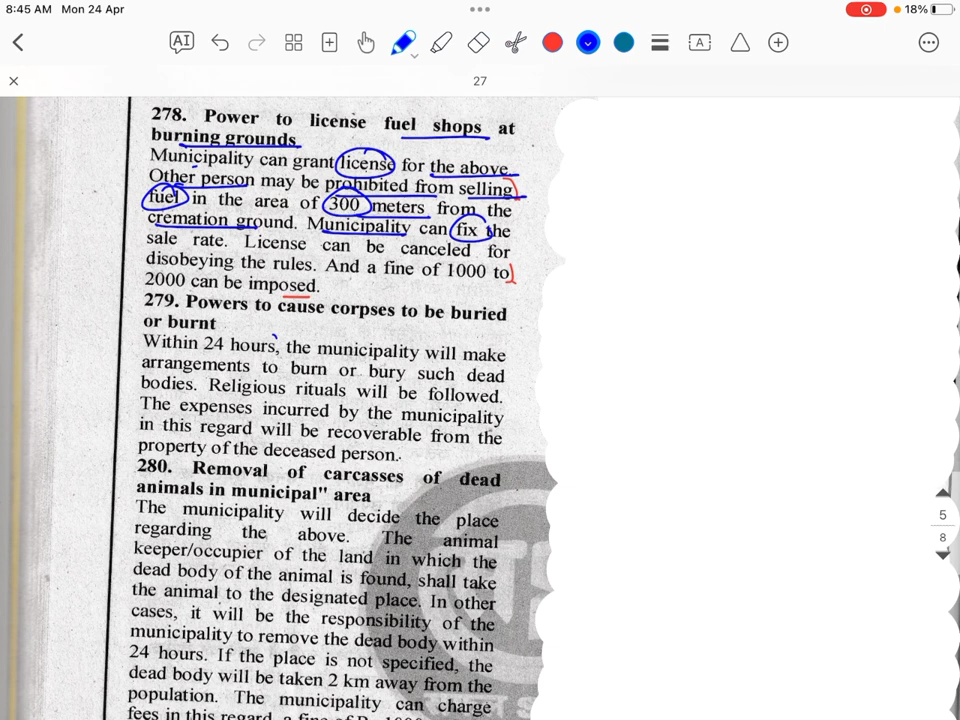 8:45 AM Mon 24 Apr
18%
AI
A
27
278. Power to license fuel shops at
burning grounds
Municipality can grant license for the above.
Other person may be prohibited from selling
fuel in the area of 300 meters from the
cremation ground. Municipality can fix the
sale rate. License can be canceled for
disobeying the rules. And a fine of 1000 to
2000 can be imposed.
279. Powers to cause corpses to be buried
or burnt
Within 24 hours, the municipality will make
arrangements to burn or bury such dead
bodies. Religious rituals will be followed.
The expenses incurred by the municipality
in this regard will be recoverable from the
property of the deceased person.
280. Removal of carcasses of dead
animals in municipal" area
The municipality will decide the place
regarding the above. The animal
keeper/occupier of the land in which the
dead body of the animal is found, shall take
the animal to the designated place. In other
cases, it will be the responsibility of the
municipality to remove the dead body within
24 hours. If the place is not specified, the
dead body will be taken 2 km away from the
population. The municipality can charge
fees in this regard, a fine of
5
8